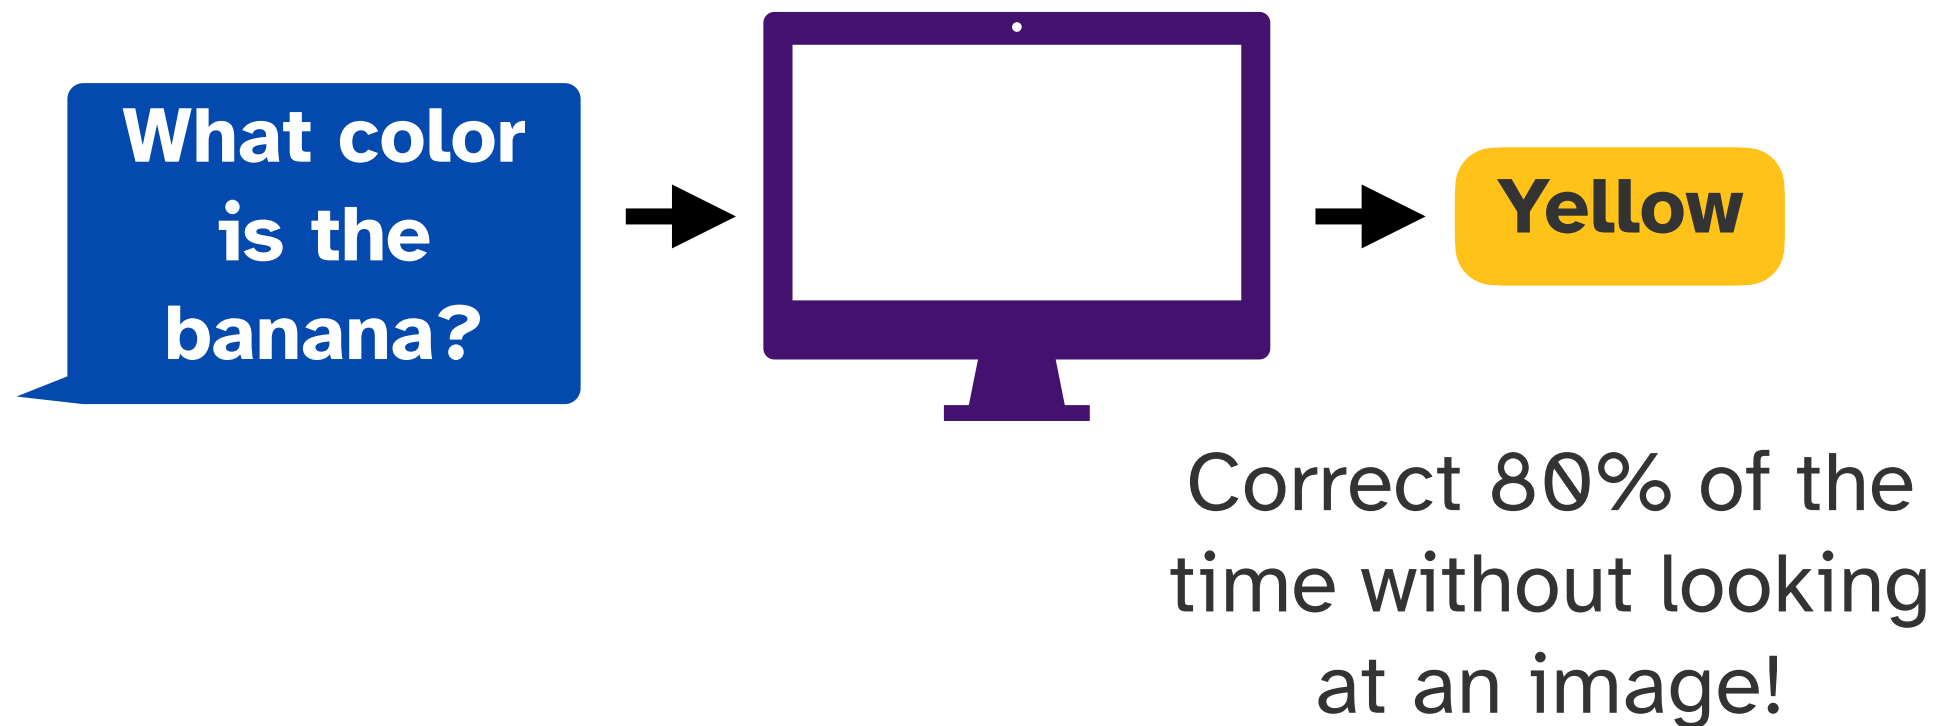 What color
is the
banana?
Yellow
Correct 80% of the
time without looking
at an image!